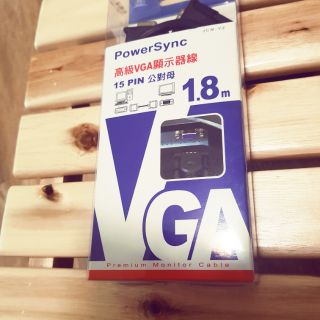 PowerSync
高級VGA顯示器線
15 PIN 公對母
1.8m
VGA
Premium Monitor Cable